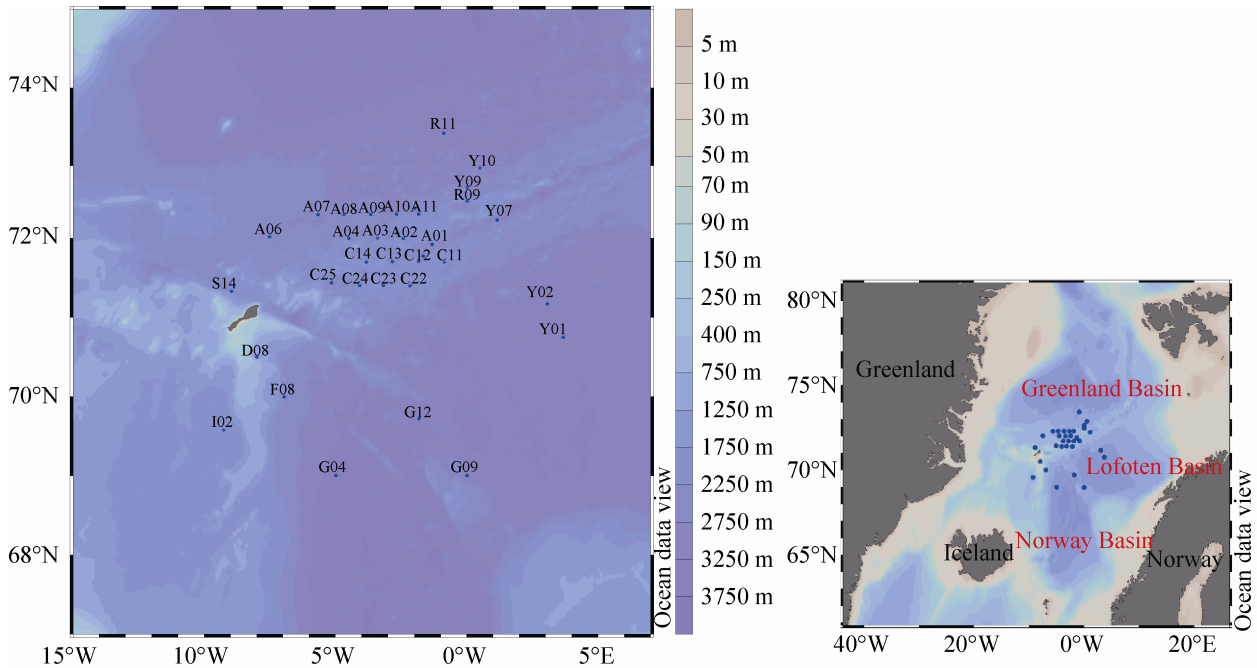 74°N
72°N
70°N
68°N
15°W
10°W
5°W
0°W
5°E
R11
Y10
Y09
R09
Y07
A07
A08
A09
A10
A11
A06
A04
A03
A02
A01
C14
C13
C12
C11
C25
C24
C23
C22
S14
Y02
Y01
D08
F08
I02
G12
G04
G09
Ocean data view
5 m
10 m
30 m
50 m
70 m
90 m
150 m
250 m
400 m
750 m
1250 m
1750 m
2250 m
2750 m
3250 m
3750 m
80°N
75°N
70°N
65°N
Greenland
Greenland Basin
Lofoten Basin
Norway Basin
Iceland
Norway
40°W
20°W
0°W
20°E
Ocean data view